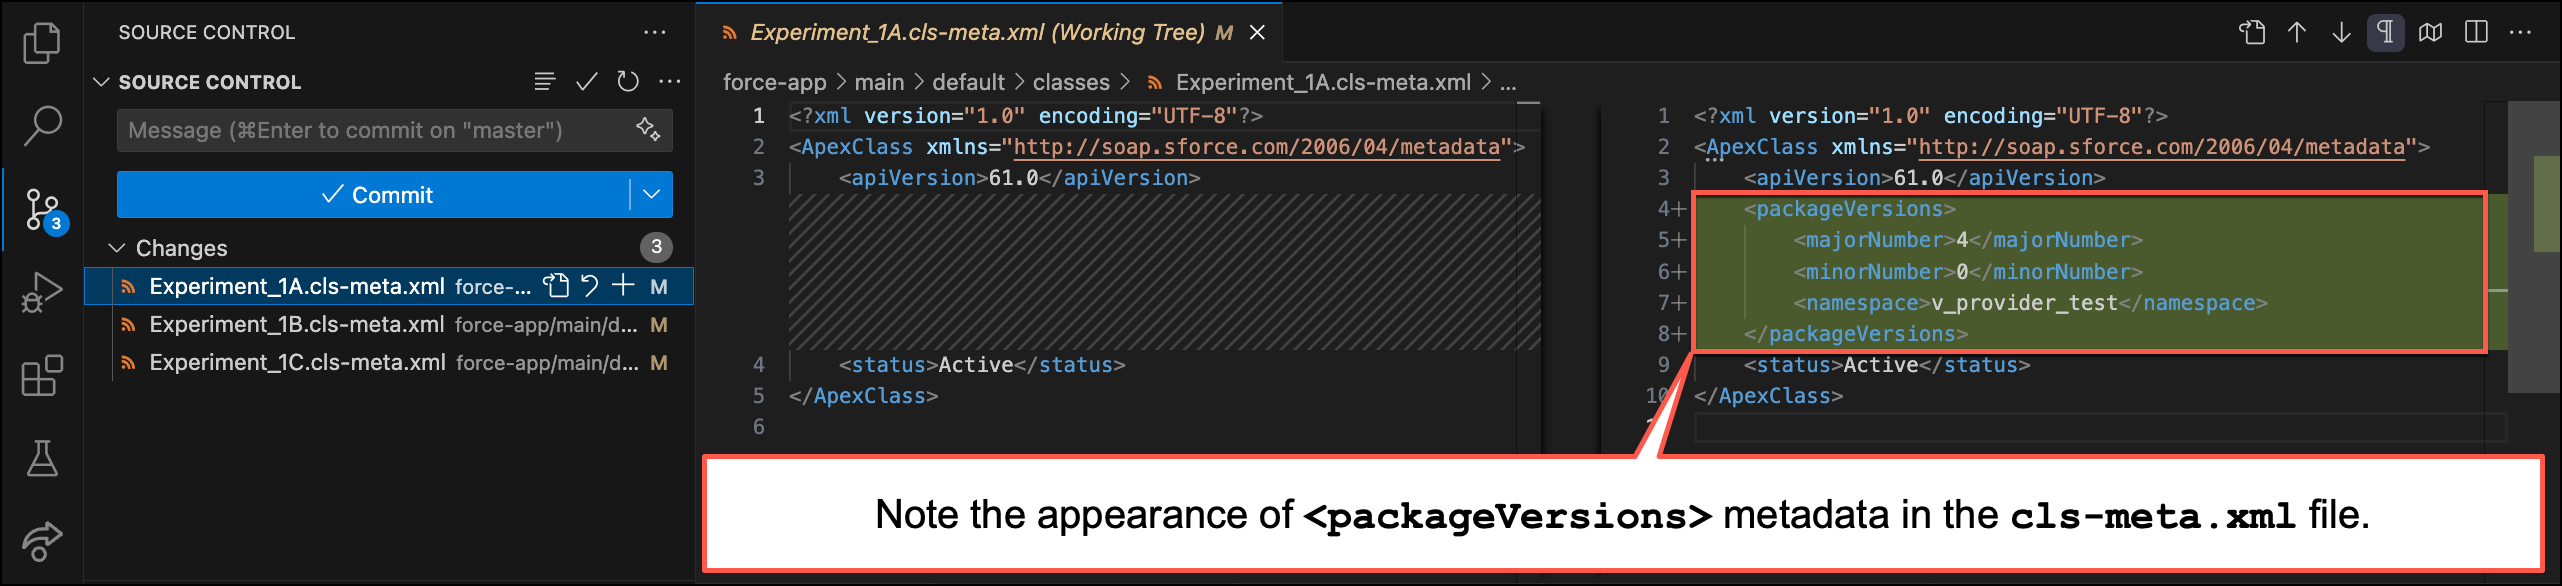 SOURCE CONTROL
SOURCE CONTROL
Message (⌘Enter to commit on "master")
Commit
3
Changes
3
Experiment_1A.cls-meta.xml force-... M
Experiment_1B.cls-meta.xml force-app/main/d... M
Experiment_1C.cls-meta.xml force-app/main/d... M
Experiment_1A.cls-meta.xml (Working Tree) M
force-app > main > default > classes > Experiment_1A.cls-meta.xml > ...
1 <?xml version="1.0" encoding="UTF-8"?>
2 <ApexClass xmlns="http://soap.sforce.com/2006/04/metadata">
3 <apiVersion>61.0</apiVersion>
4 <status>Active</status>
5 </ApexClass>
6
1 <?xml version="1.0" encoding="UTF-8"?>
2 <ApexClass xmlns="http://soap.sforce.com/2006/04/metadata">
3 <apiVersion>61.0</apiVersion>
4+ <packageVersions>
5+ <majorNumber>4</majorNumber>
6+ <minorNumber>0</minorNumber>
7+ <namespace>v_provider_test</namespace>
8+ </packageVersions>
9 <status>Active</status>
10 </ApexClass>
Note the appearance of <packageVersions> metadata in the cls-meta.xml file.